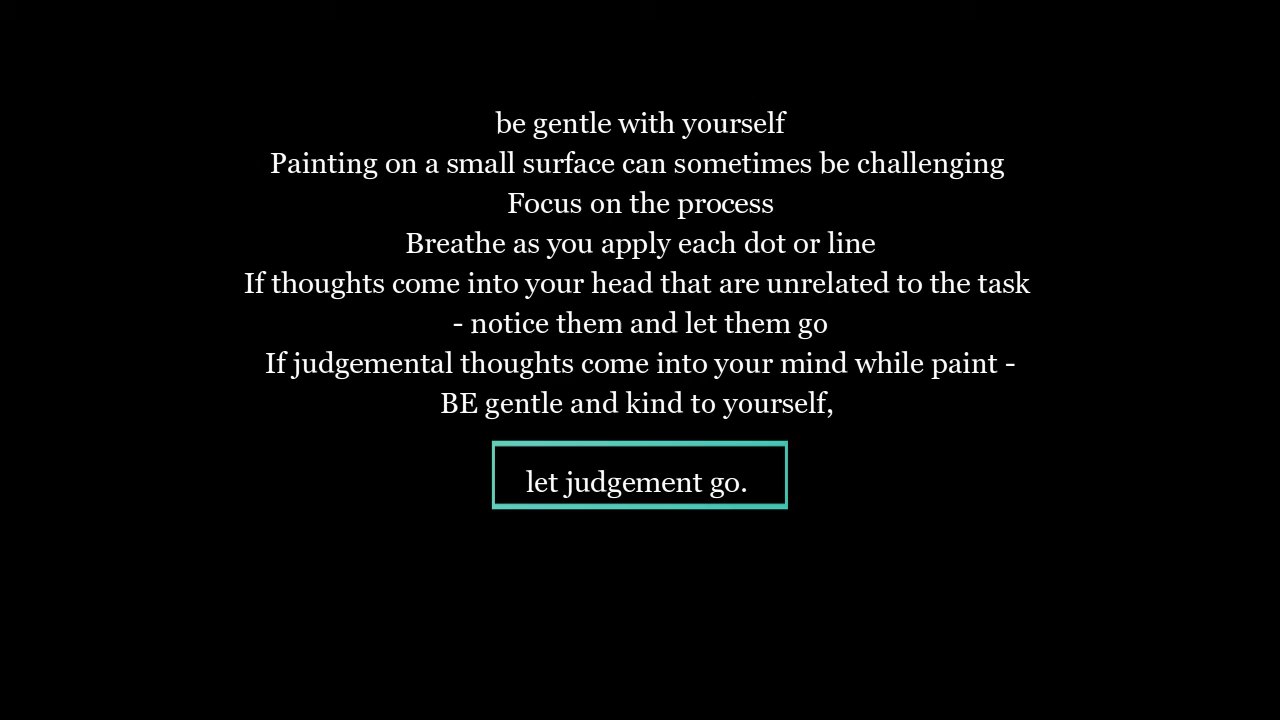 be gentle with yourself
Painting on a small surface can sometimes be challenging
Focus on the process
Breathe as you apply each dot or line
If thoughts come into your head that are unrelated to the task
- notice them and let them go
If judgemental thoughts come into your mind while paint -
BE gentle and kind to yourself,
let judgement go.